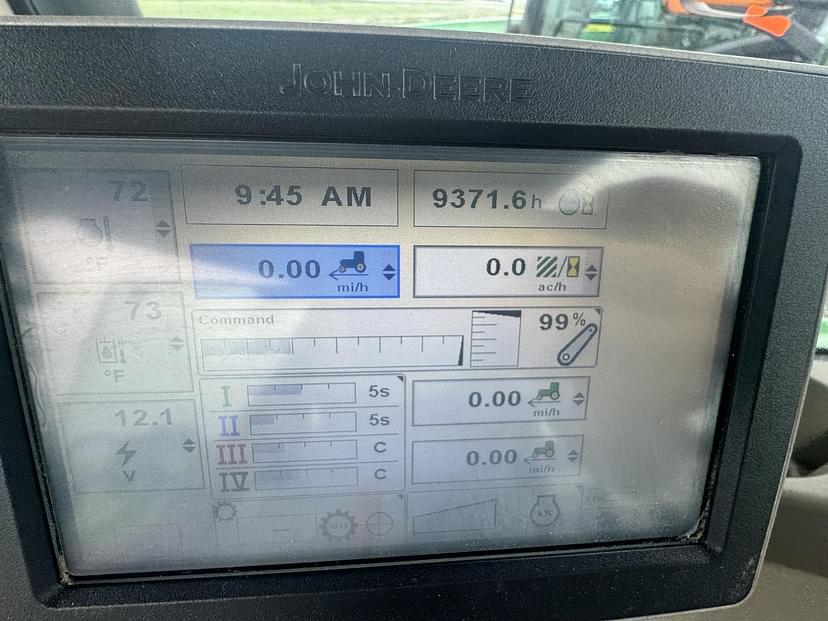 JOHN DEERE
72
°F
9:45 AM
9371.6 h
0.00
mi/h
0.0
ac/h
73
°F
Command
99 %
12.1
V
I 5s
II 5s
III C
IV C
0.00
mi/h
0.00
mi/h
--